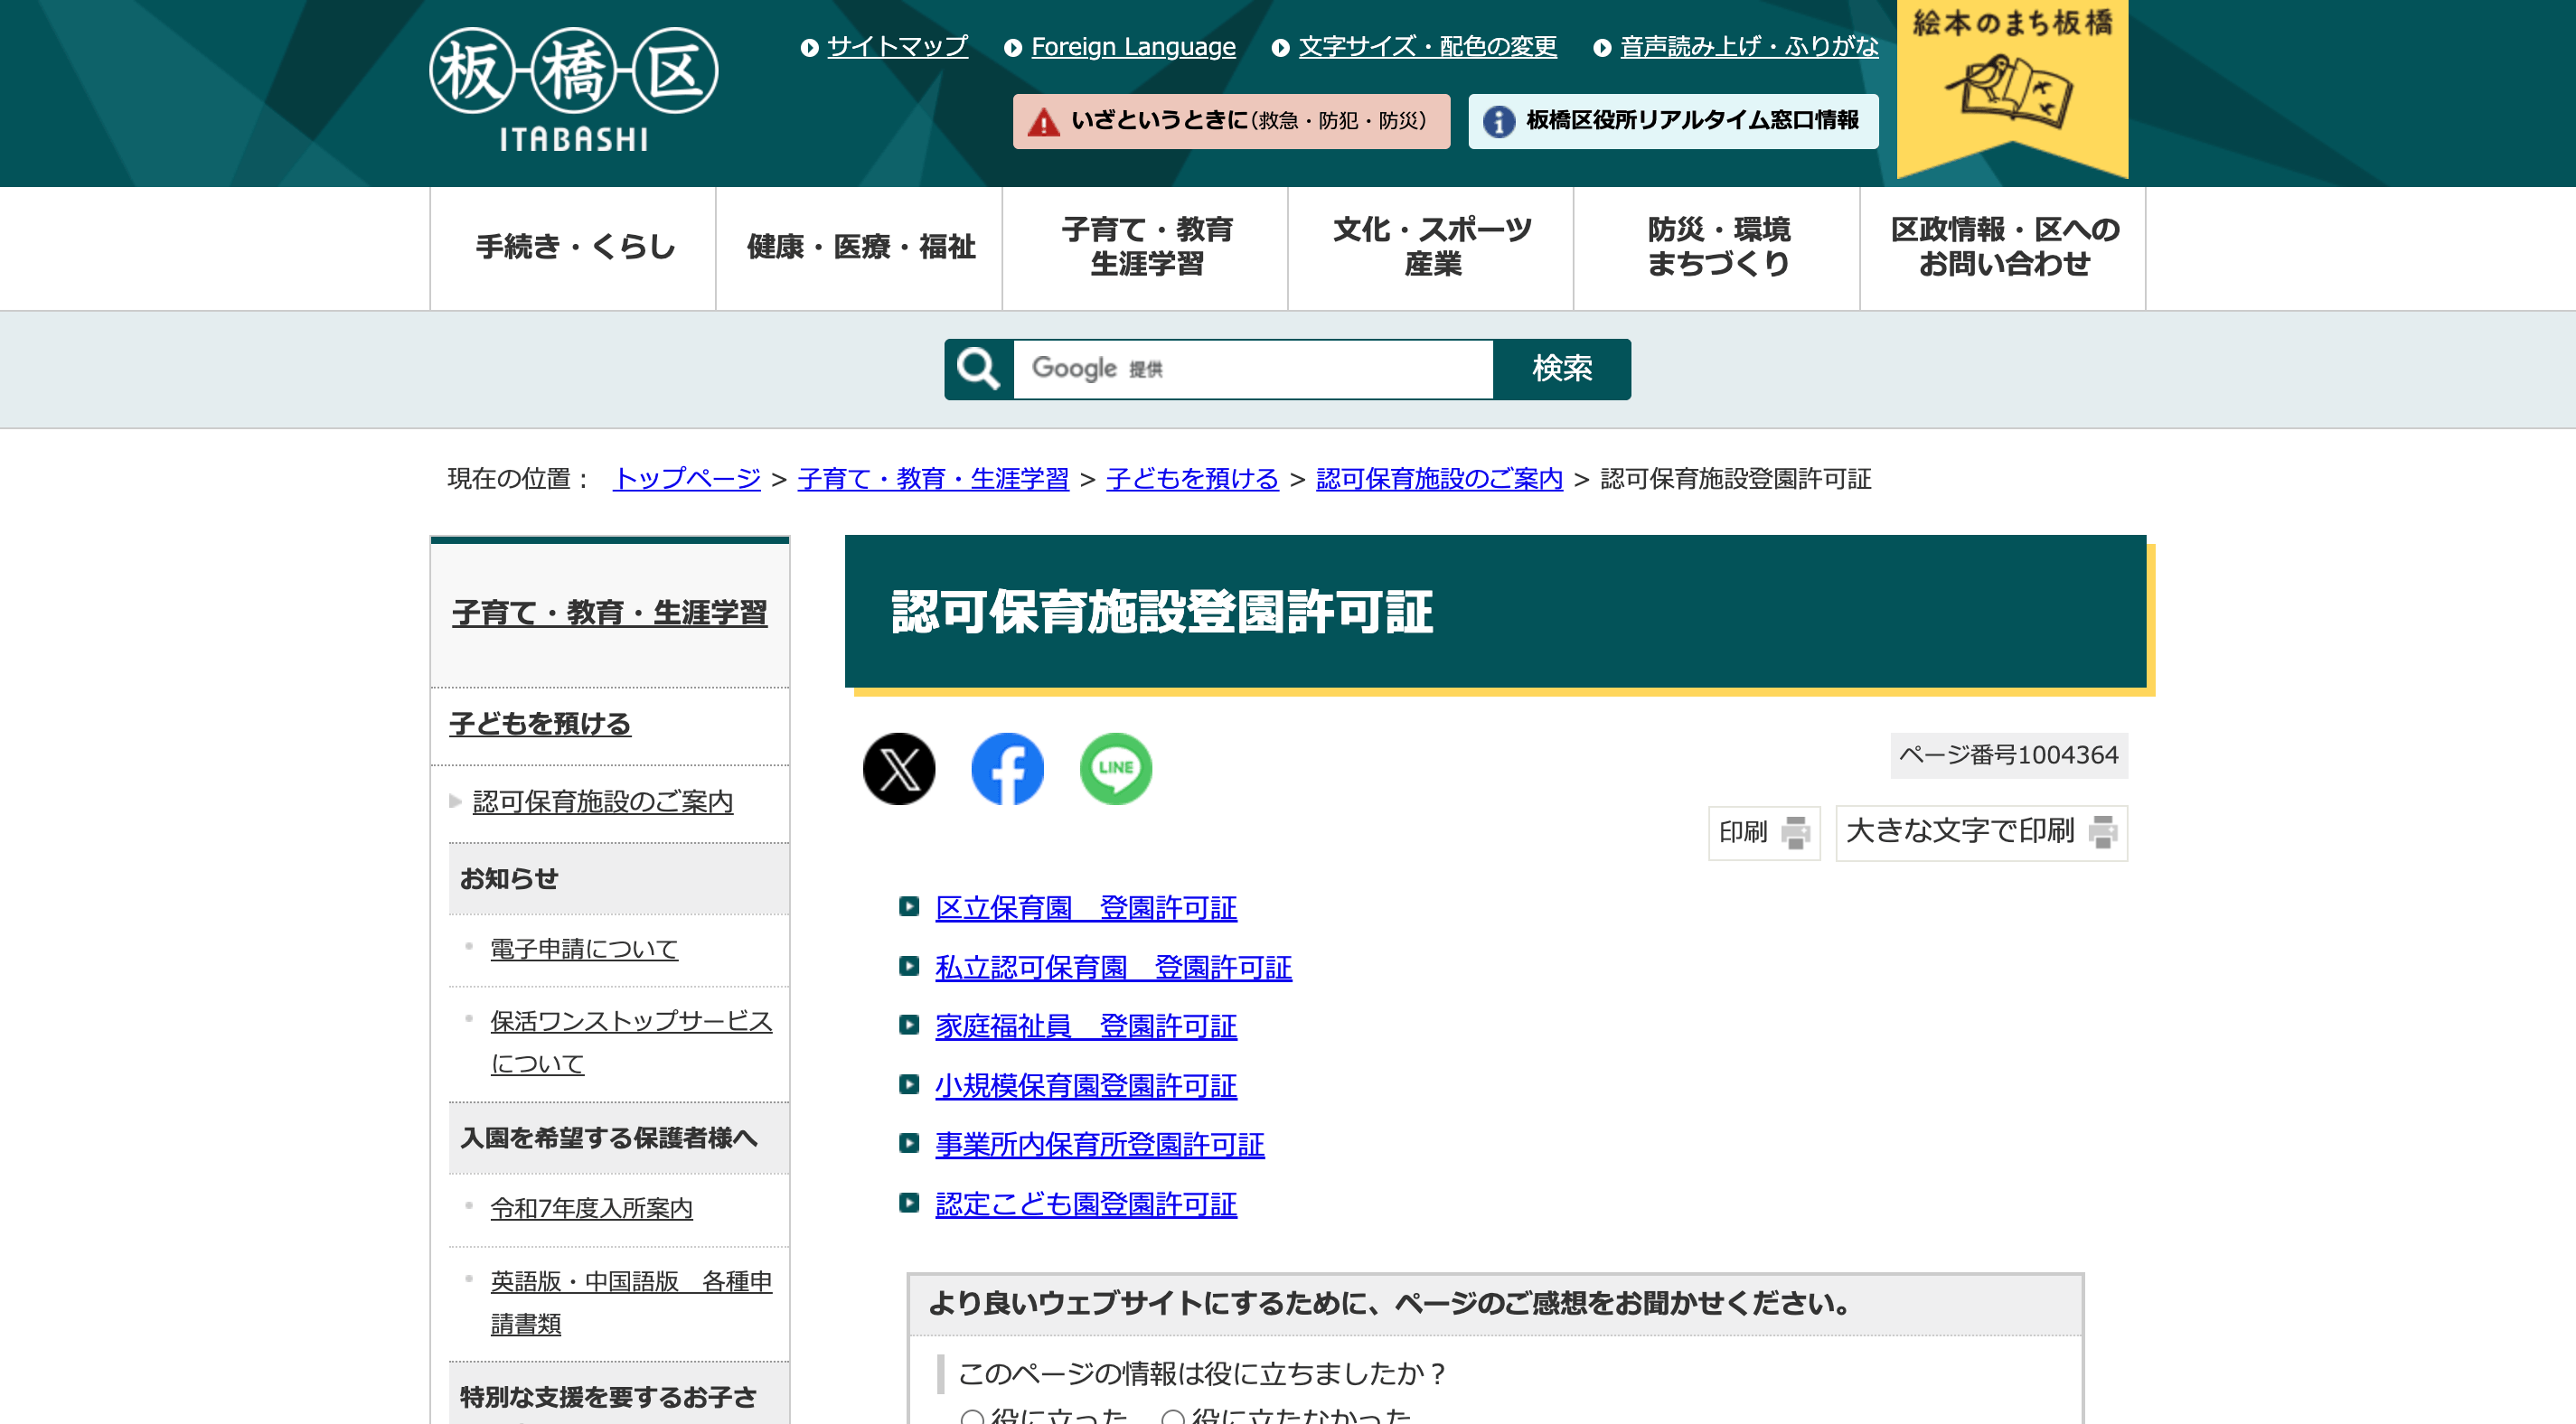 板橋区
ITABASHI
サイトマップ
Foreign Language
文字サイズ・配色の変更
音声読み上げ・ふりがな
絵本のまち板橋
いざというときに(救急・防犯・防災)
板橋区役所リアルタイム窓口情報
手続き・くらし
健康・医療・福祉
子育て・教育
生涯学習
文化・スポーツ
産業
防災・環境
まちづくり
区政情報・区への
お問い合わせ
Google 提供
検索
現在の位置： トップページ > 子育て・教育・生涯学習 > 子どもを預ける > 認可保育施設のご案内 > 認可保育施設登園許可証
子育て・教育・生涯学習
子どもを預ける
認可保育施設のご案内
お知らせ
電子申請について
保活ワンストップサービス
について
入園を希望する保護者様へ
令和7年度入所案内
英語版・中国語版　各種申
請書類
特別な支援を要するお子さ
認可保育施設登園許可証
LINE
ページ番号1004364
印刷
大きな文字で印刷
区立保育園　登園許可証
私立認可保育園　登園許可証
家庭福祉員　登園許可証
小規模保育園登園許可証
事業所内保育所登園許可証
認定こども園登園許可証
より良いウェブサイトにするために、ページのご感想をお聞かせください。
このページの情報は役に立ちましたか？
役に立った 役に立たなかった